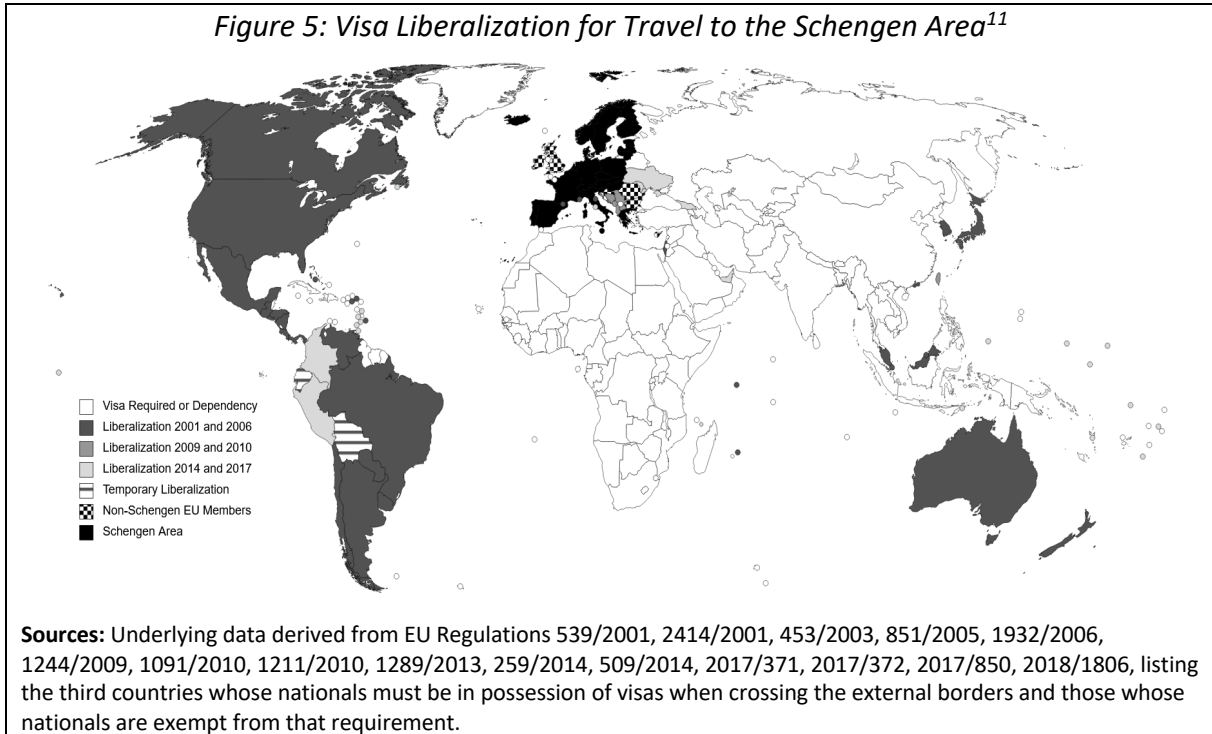 Figure 5: Visa Liberalization for Travel to the Schengen Area11
Visa Required or Dependency
Liberalization 2001 and 2006
Liberalization 2009 and 2010
Liberalization 2014 and 2017
Temporary Liberalization
Non-Schengen EU Members
Schengen Area
Sources: Underlying data derived from EU Regulations 539/2001, 2414/2001, 453/2003, 851/2005, 1932/2006,
1244/2009, 1091/2010, 1211/2010, 1289/2013, 259/2014, 509/2014, 2017/371, 2017/372, 2017/850, 2018/1806, listing
the third countries whose nationals must be in possession of visas when crossing the external borders and those whose
nationals are exempt from that requirement.